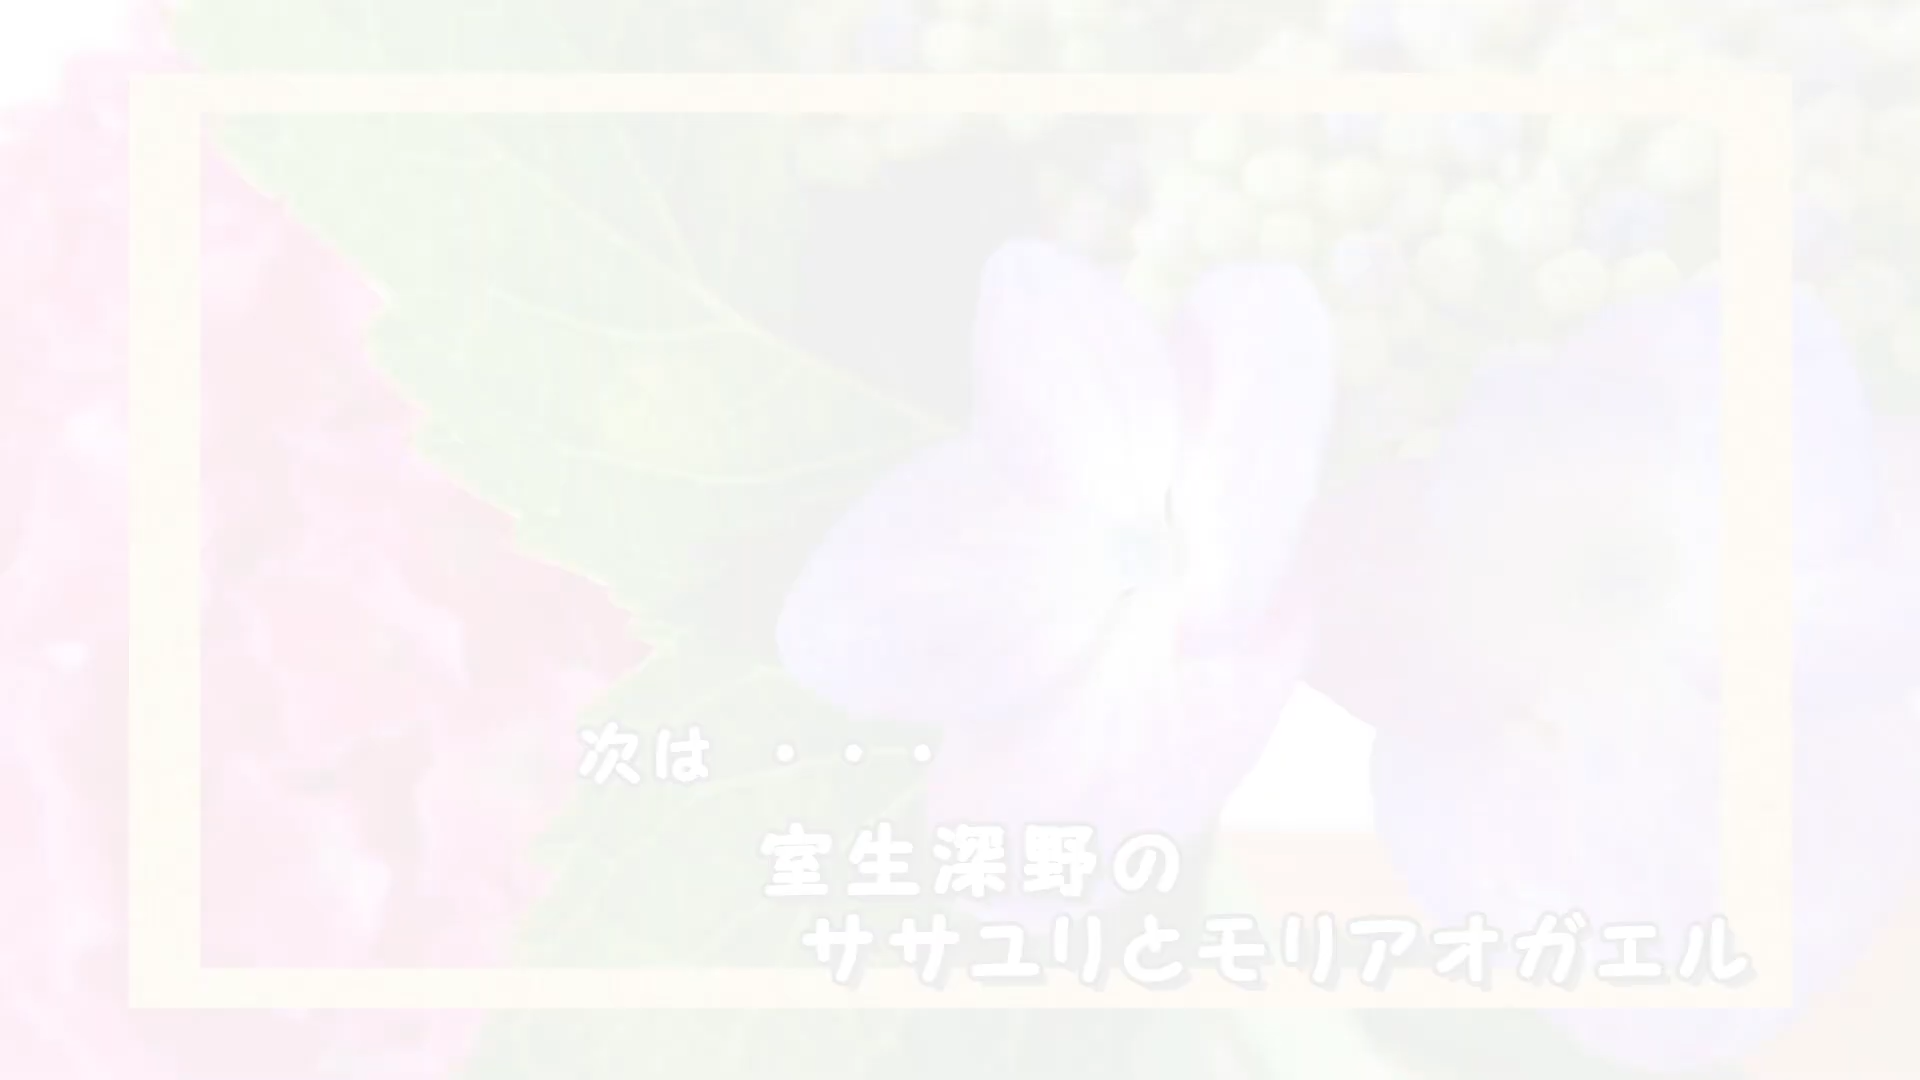 次は ・・・
室生深野の
ササユリとモリアオガエル